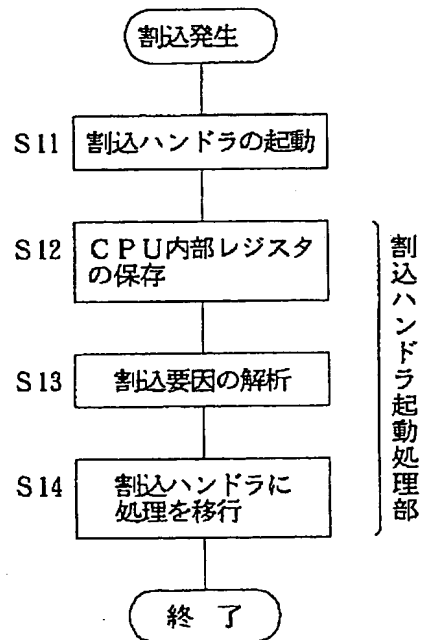 割込発生
S11 割込ハンドラの起動
S12 CPU内部レジスタ
の保存
S13 割込要因の解析
S14 割込ハンドラに
処理を移行
割込ハンドラ起動処理部
終 了